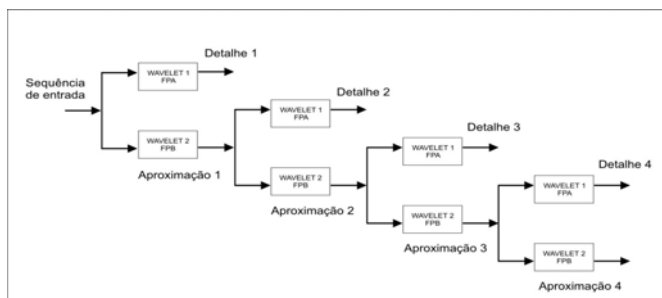 Detalhe 1
Sequência
de entrada
WAVELET 1
FPA
Detalhe 2
WAVELET 1
FPA
WAVELET 2
FPB
Detalhe 3
Aproximação 1
WAVELET 1
FPA
WAVELET 2
FPB
Detalhe 4
Aproximação 2
WAVELET 1
FPA
WAVELET 2
FPB
Aproximação 3
WAVELET 2
FPB
Aproximação 4